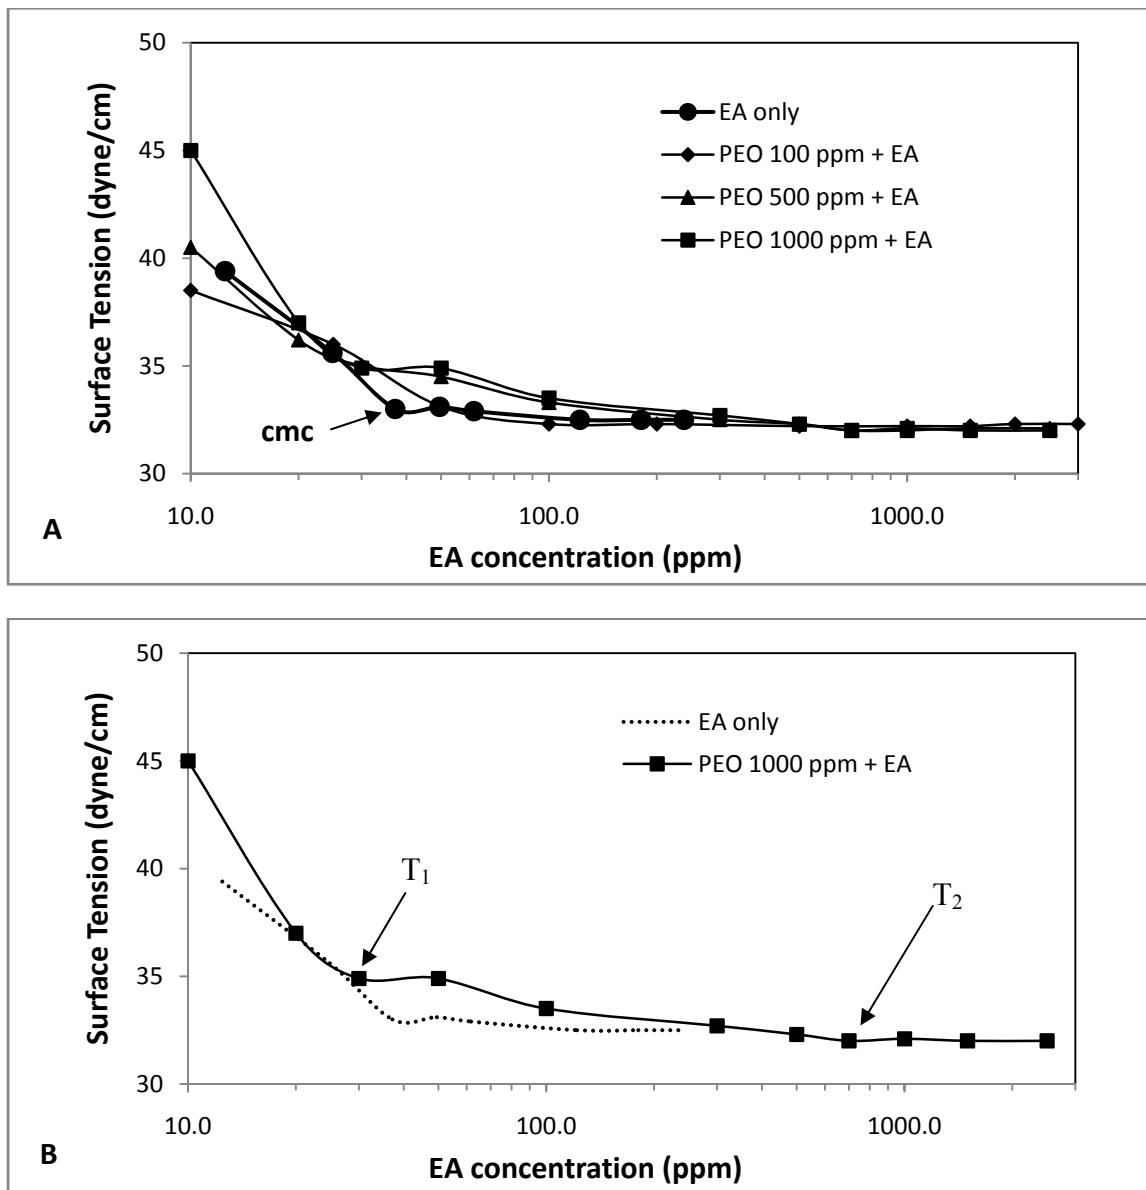 50
45
40
35
30
Surface Tension (dyne/cm)
EA only
PEO 100 ppm + EA
PEO 500 ppm + EA
PEO 1000 ppm + EA
cmc
10.0 100.0 1000.0
A
EA concentration (ppm)
50
45
40
35
30
Surface Tension (dyne/cm)
EA only
PEO 1000 ppm + EA
T1
T2
10.0 100.0 1000.0
B
EA concentration (ppm)